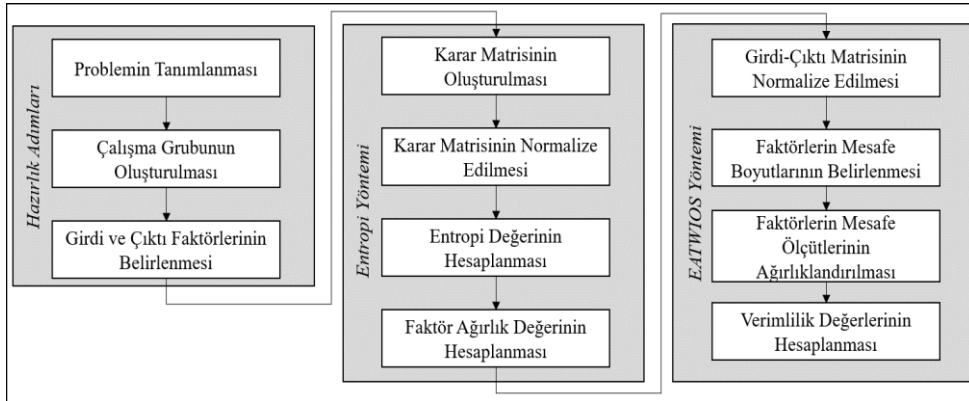 Hazırlık Adımları
Problemin Tanımlanması
Çalışma Grubunun
Oluşturulması
Girdi ve Çıktı Faktörlerinin
Belirlenmesi
Entropi Yöntemi
Karar Matrisinin
Oluşturulması
Karar Matrisinin Normalize
Edilmesi
Entropi Değerinin
Hesaplanması
Faktör Ağırlık Değerinin
Hesaplanması
EATWIOS Yöntemi
Girdi-Çıktı Matrisinin
Normalize Edilmesi
Faktörlerin Mesafe
Boyutlarının Belirlenmesi
Faktörlerin Mesafe
Ölçütlerinin
Ağırlıklandırılması
Verimlilik Değerlerinin
Hesaplanması